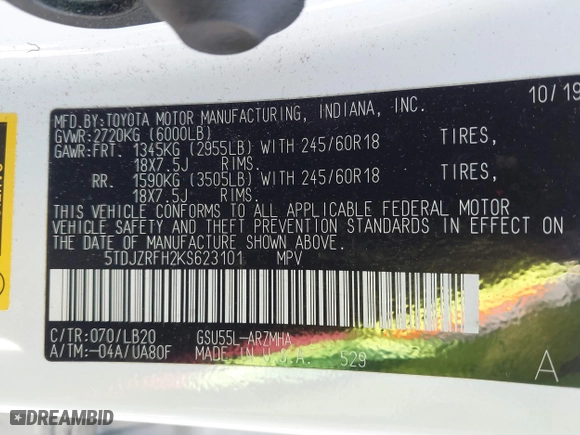 MFD.BY:TOYOTA MOTOR MANUFACTURING, INDIANA, INC. 10/19
GVWR:2720KG (6000LB)
GAWR:FRT. 1345KG (2955LB) WITH 245/60R18 TIRES,
18X7.5J RIMS.
RR. 1590KG (3505LB) WITH 245/60R18 TIRES,
18X7.5J RIMS.
THIS VEHICLE CONFORMS TO ALL APPLICABLE FEDERAL MOTOR
VEHICLE SAFETY AND THEFT PREVENTION STANDARDS IN EFFECT ON
THE DATE OF MANUFACTURE SHOWN ABOVE.
5TDJZRFH2KS623101 MPV
C/TR:070/LB20 GSU55L-ARZMHA
A/TM:-04A/UA80F MADE IN U.S.A. 529 A
DREAMBID